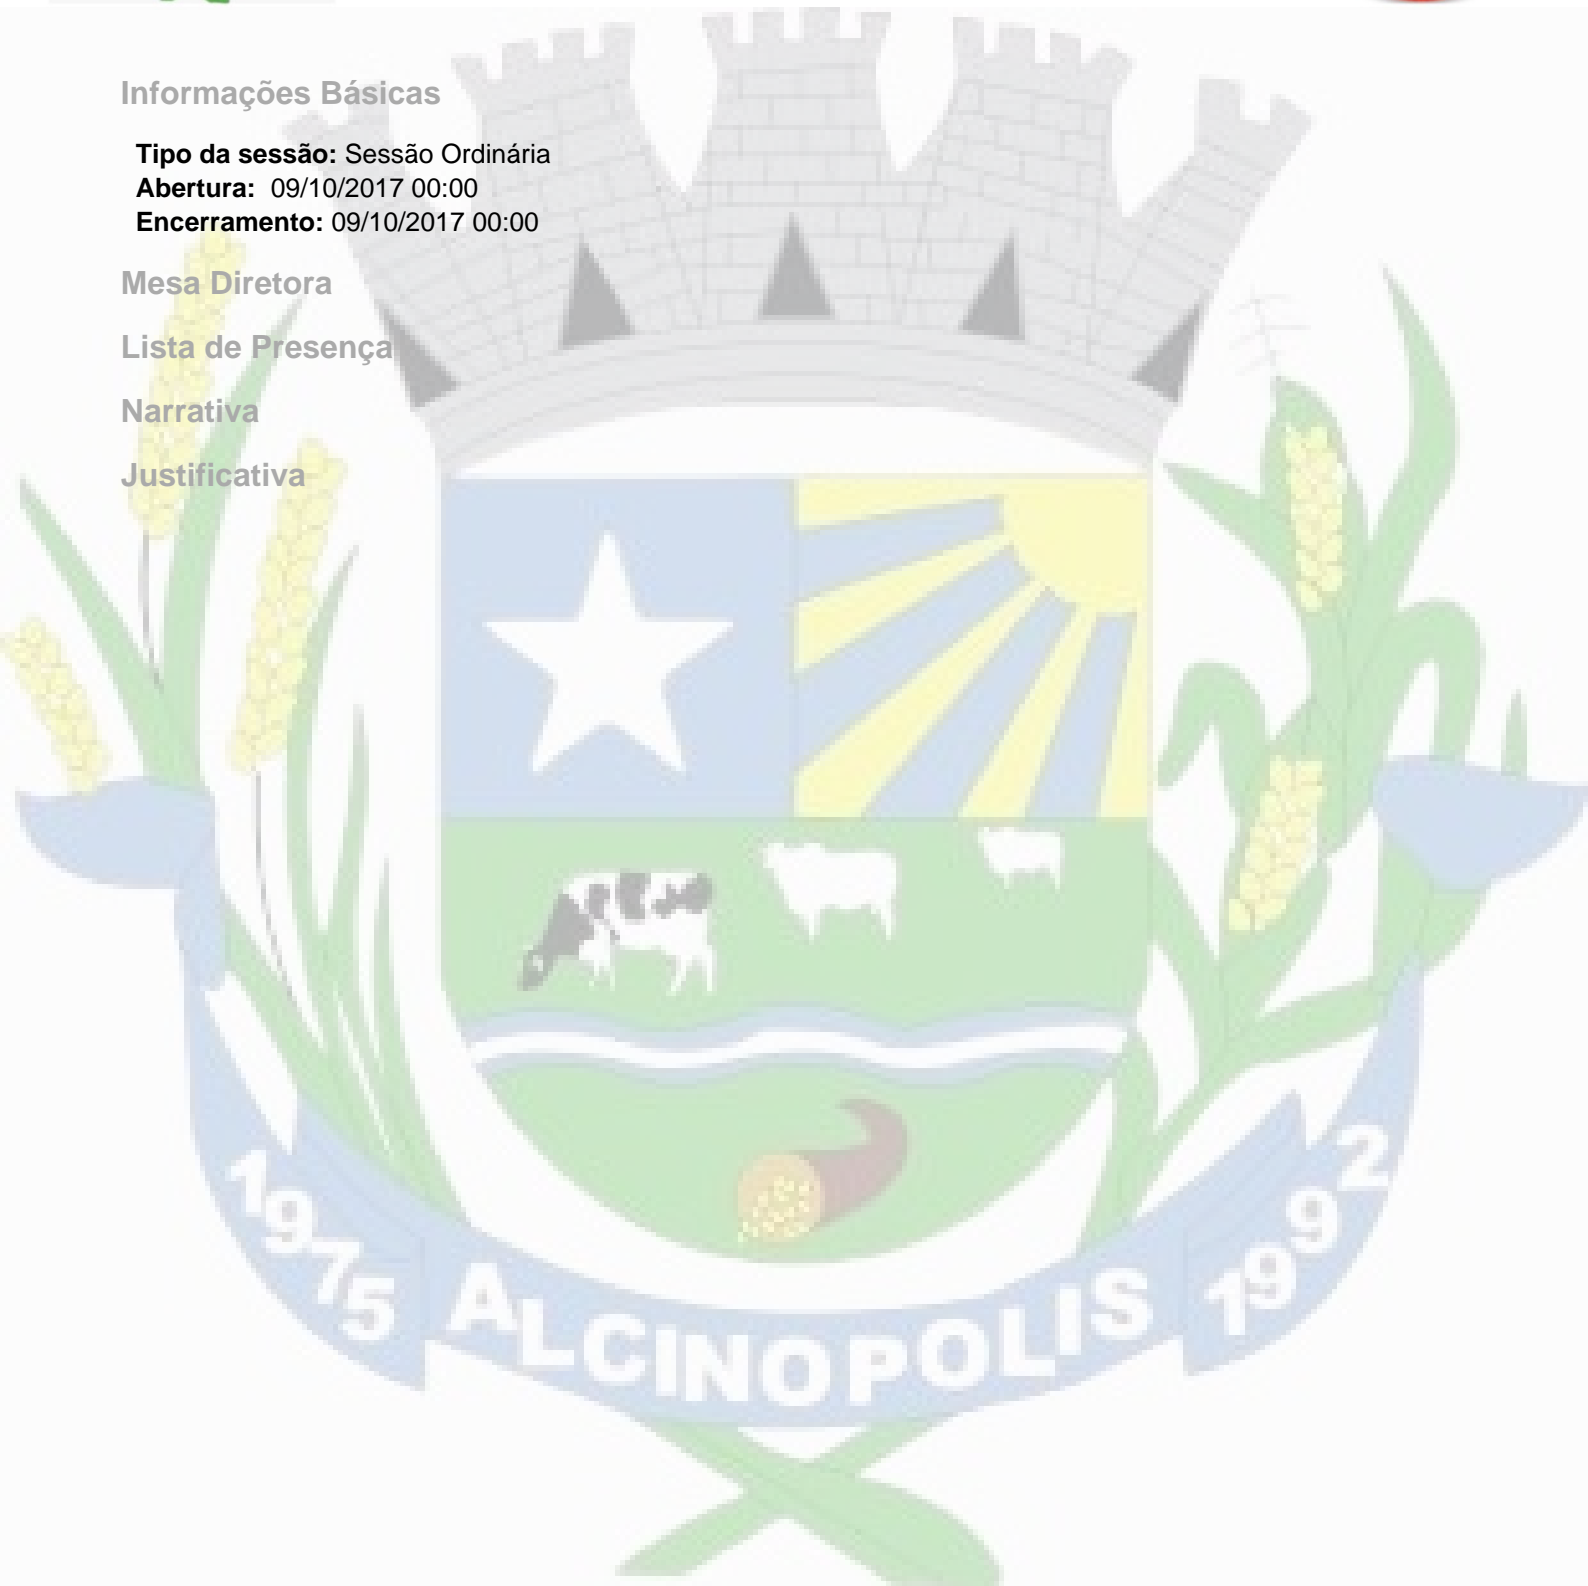 Informações Básicas
Tipo da sessão: Sessão Ordinária
Abertura: 09/10/2017 00:00
Encerramento: 09/10/2017 00:00
Mesa Diretora
Lista de Presença
Narrativa
Justificativa
1975 ALCINOPOLIS 1992